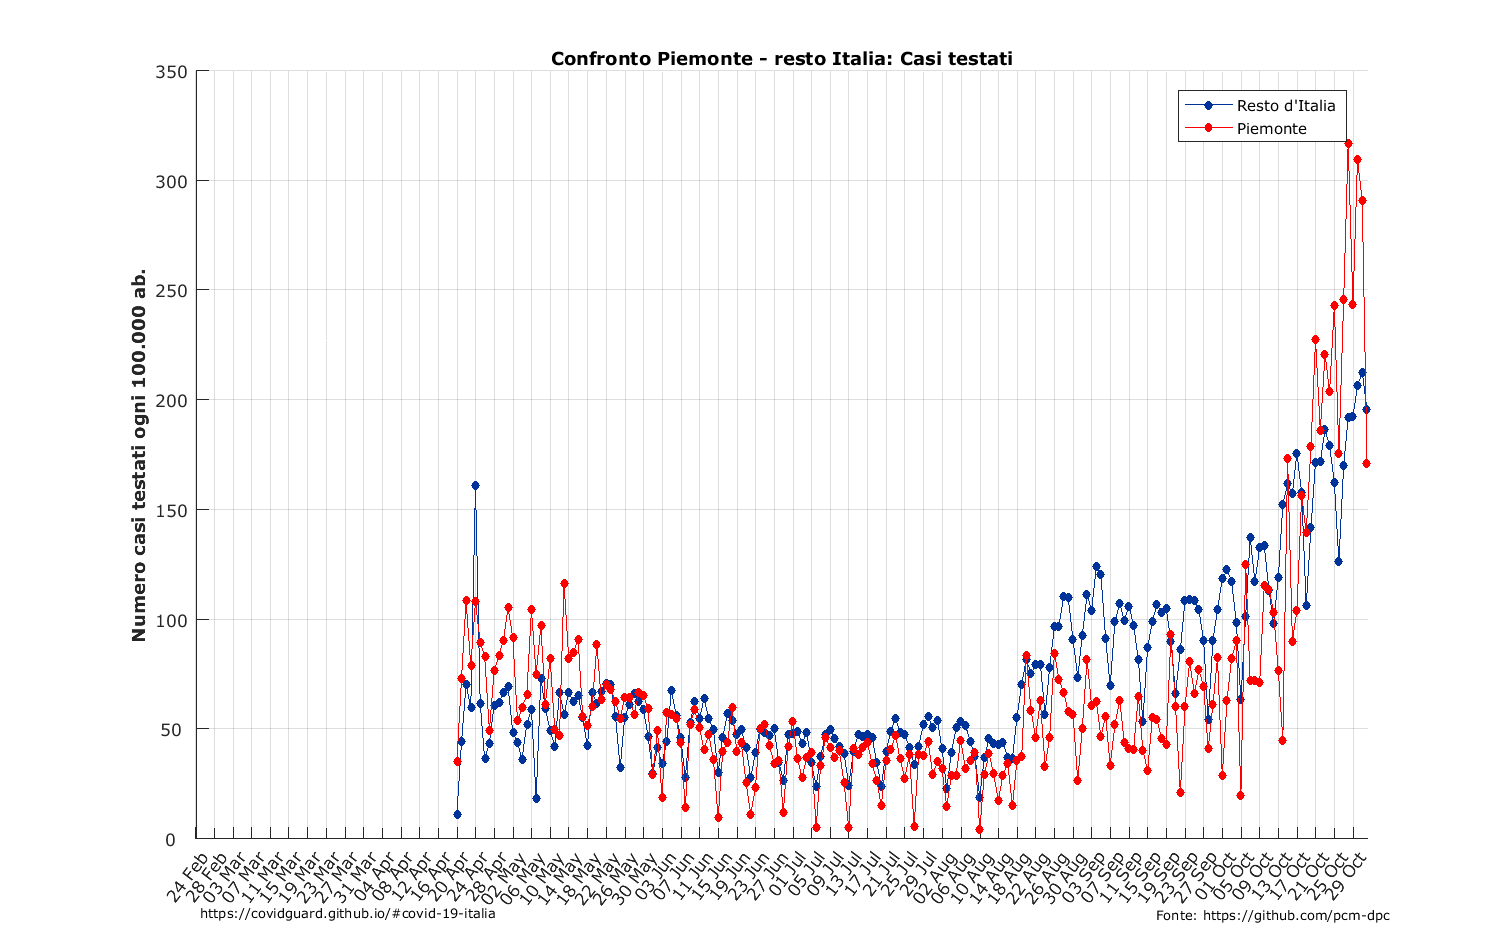 Confronto Piemonte - resto Italia: Casi testati
Resto d'Italia
Piemonte
Numero casi testati ogni 100.000 ab.
350
300
250
200
150
100
50
0
24 Feb
28 Feb
03 Mar
07 Mar
11 Mar
15 Mar
19 Mar
23 Mar
27 Mar
31 Mar
04 Apr
08 Apr
12 Apr
16 Apr
20 Apr
24 Apr
28 Apr
02 May
06 May
10 May
14 May
18 May
22 May
26 May
30 May
03 Jun
07 Jun
11 Jun
15 Jun
19 Jun
23 Jun
27 Jun
01 Jul
05 Jul
09 Jul
13 Jul
17 Jul
21 Jul
25 Jul
29 Jul
02 Aug
06 Aug
10 Aug
14 Aug
18 Aug
22 Aug
26 Aug
30 Aug
03 Sep
07 Sep
11 Sep
15 Sep
19 Sep
23 Sep
27 Sep
01 Oct
05 Oct
09 Oct
13 Oct
17 Oct
21 Oct
25 Oct
29 Oct
https://covidguard.github.io/#covid-19-italia
Fonte: https://github.com/pcm-dpc